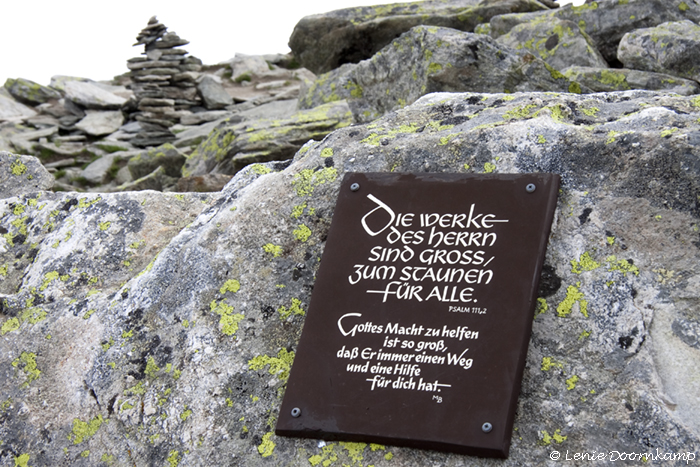 Die werke
des herrn
sind gross,
zum staunen
für alle.
PSALM 111,2
Gottes Macht zu helfen
ist so groß,
daß Er immer einen Weg
und eine Hilfe
für dich hat.
MB
© Lenie Doornkamp